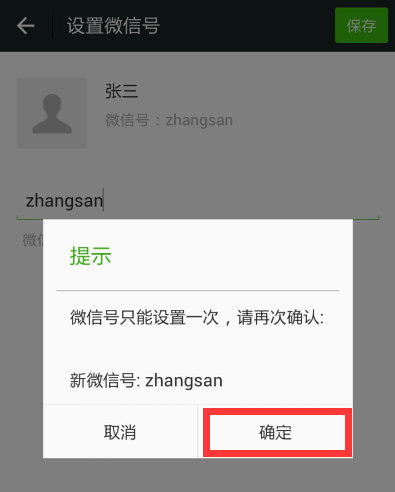 设置微信号
保存
张三
微信号：zhangsan
zhangsan
微信
提示
微信号只能设置一次，请再次确认:
新微信号: zhangsan
取消
确定